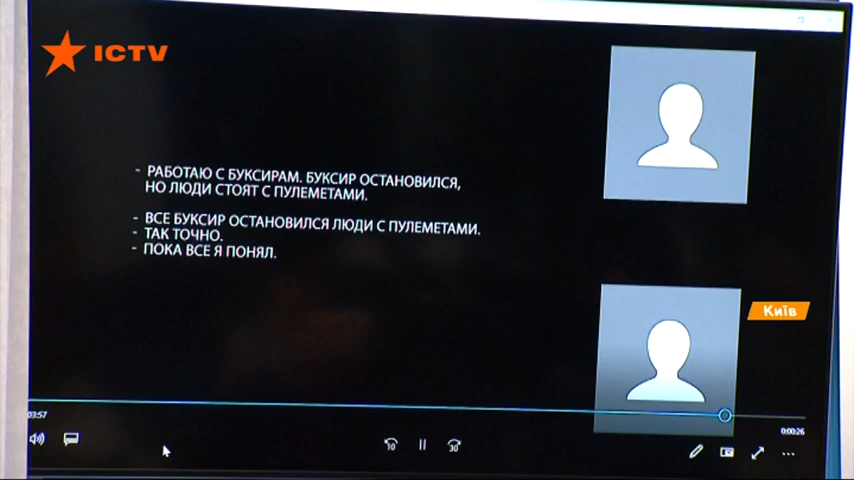 ICTV
- РАБОТАЮ С БУКСИРАМ. БУКСИР ОСТАНОВИЛСЯ,
НО ЛЮДИ СТОЯТ С ПУЛЕМЕТАМИ.
- ВСЕ БУКСИР ОСТАНОВИЛСЯ ЛЮДИ С ПУЛЕМЕТАМИ.
- ТАК ТОЧНО.
- ПОКА ВСЕ Я ПОНЯЛ.
Київ
03:57
0:00:26
10
30